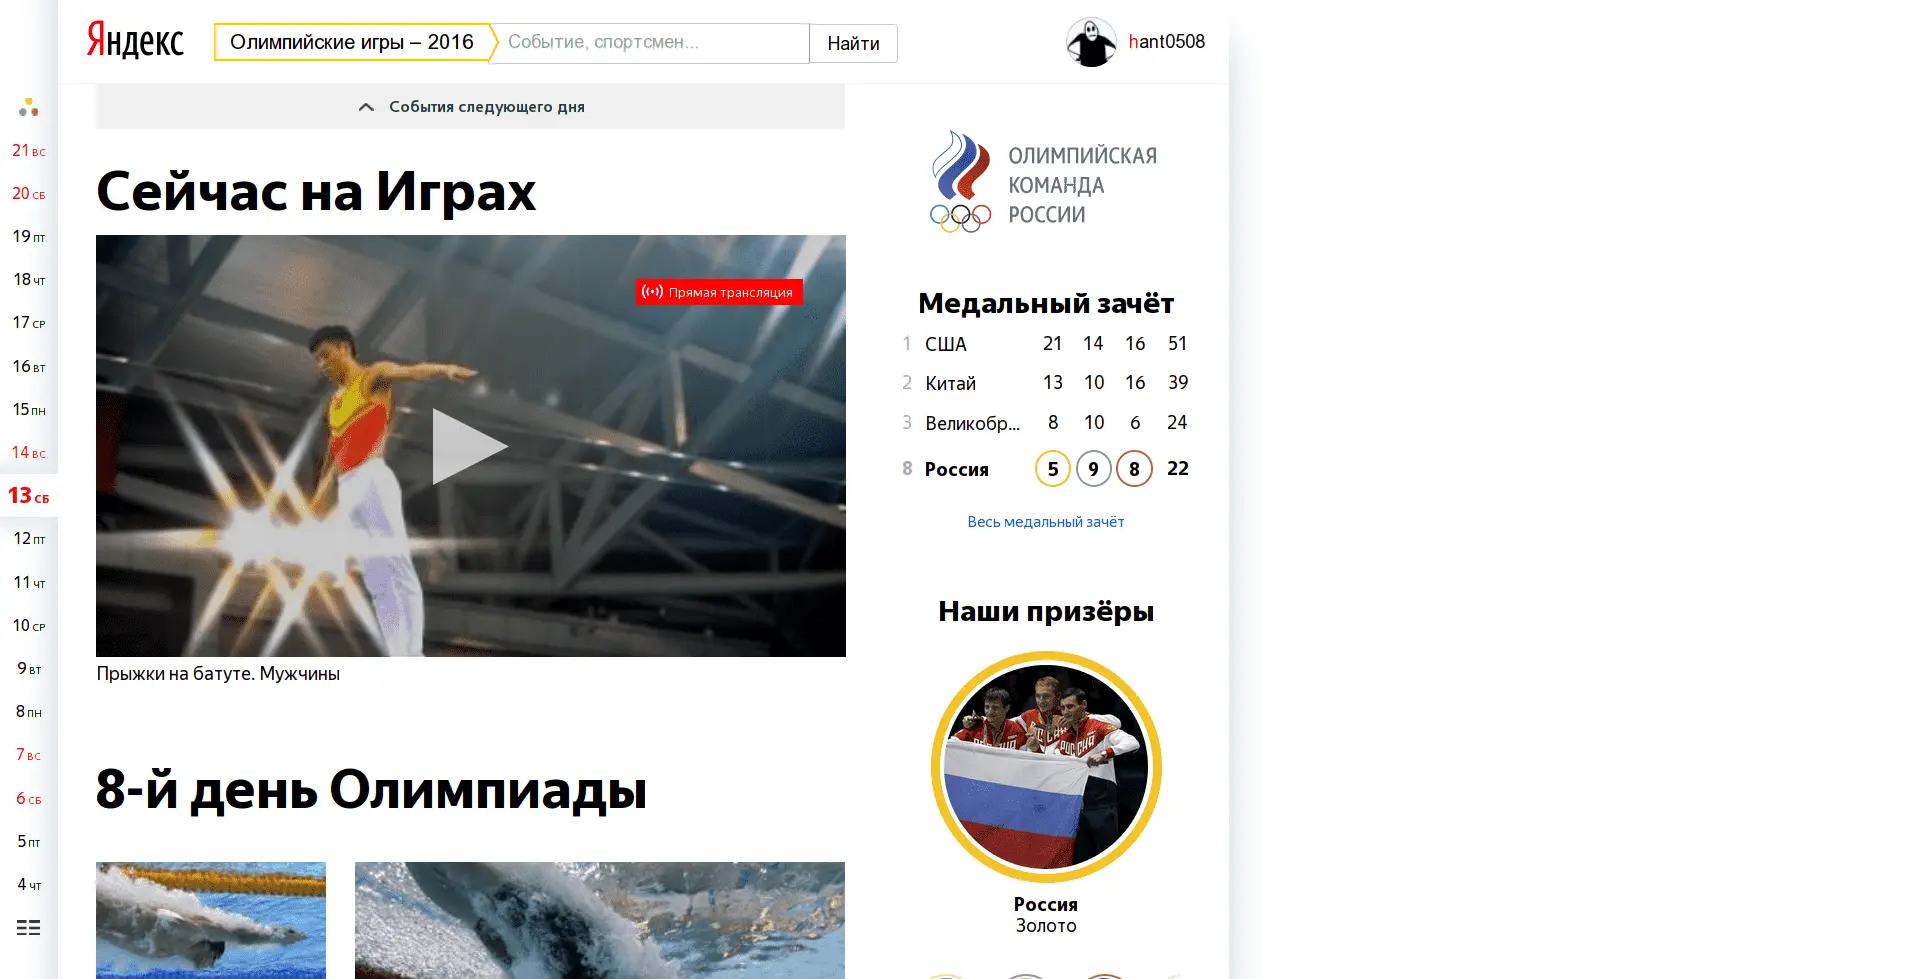 Яндекс
Олимпийские игры – 2016
Событие, спортсмен...
Найти
hant0508
21 вс
20 сб
19 пт
18 чт
17 ср
16 вт
15 пн
14 вс
13 сб
12 пт
11 чт
10 ср
9 вт
8 пн
7 вс
6 сб
5 пт
4 чт
События следующего дня
Сейчас на Играх
Прямая трансляция
Прыжки на батуте. Мужчины
8-й день Олимпиады
ОЛИМПИЙСКАЯ
КОМАНДА
РОССИИ
Медальный зачёт
1 США 21 14 16 51
2 Китай 13 10 16 39
3 Великобр... 8 10 6 24
8 Россия 5 9 8 22
Весь медальный зачёт
Наши призёры
РОССИЯ
Россия
Золото